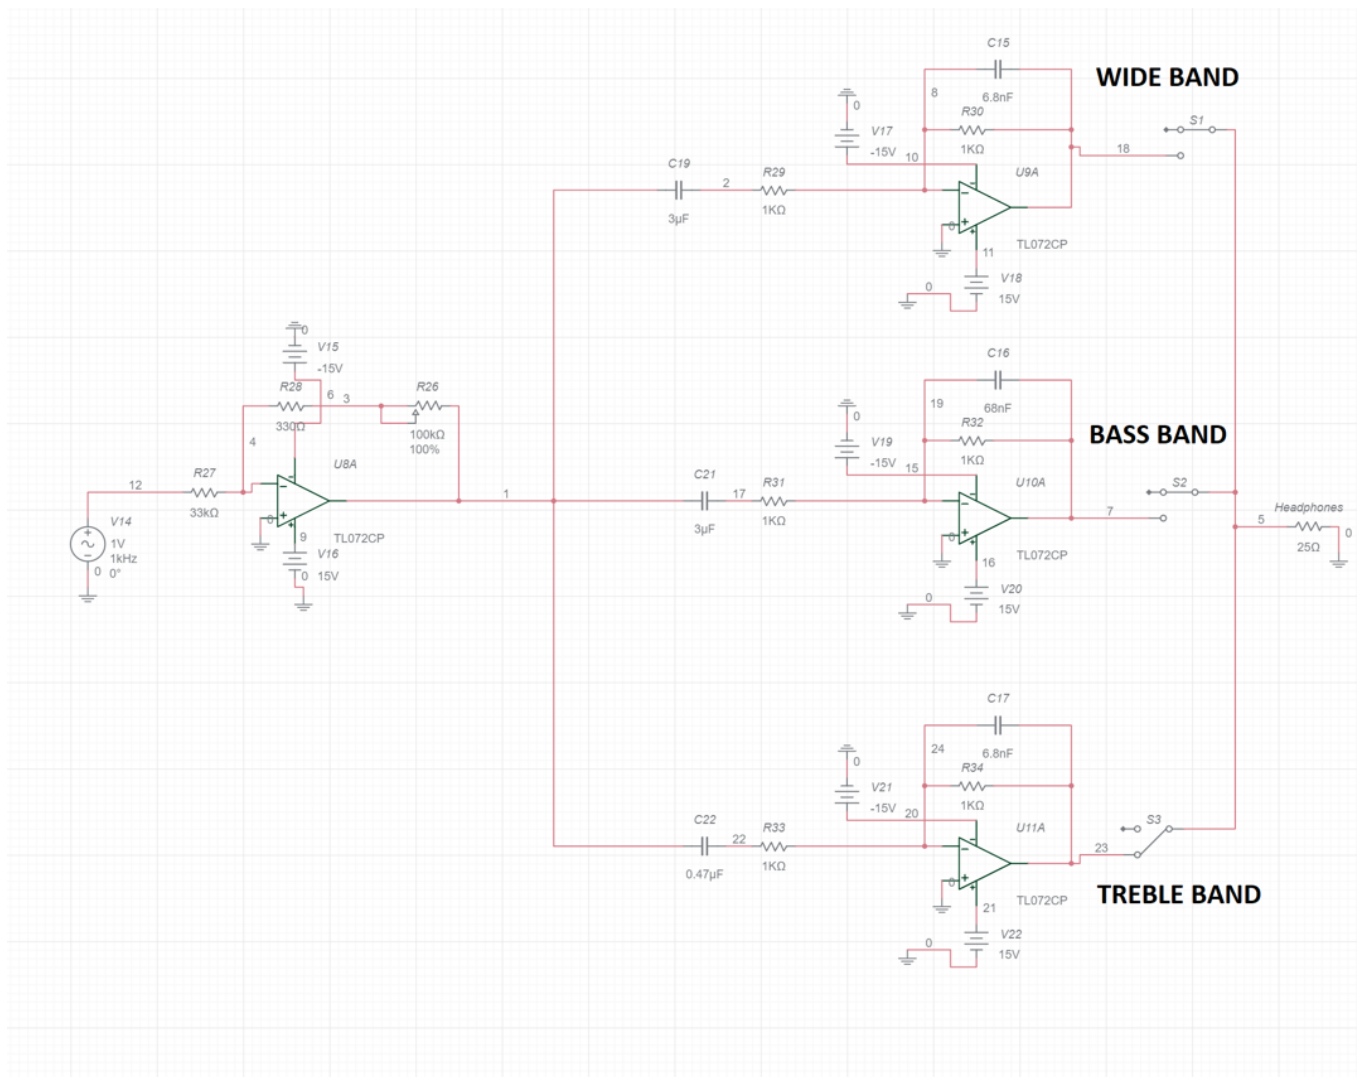 C15
WIDE BAND
8
6.8nF
0
R30
S1
V17
-15V
1KΩ
10
18
C19
2
R29
U9A
3µF
1KΩ
0
TL072CP
11
V18
0
15V
0
V15
-15V
C16
R28
6
3
R26
19
68nF
0
330Ω
R32
100kΩ
100%
BASS BAND
4
V19
-15V
1KΩ
15
U8A
R27
C21
R31
U10A
S2
12
17
1
33kΩ
7
Headphones
V14
0
3µF
1KΩ
5
0
1V
9
TL072CP
0
25Ω
1kHz
V16
TL072CP
0
0°
0
15V
16
V20
0
15V
C17
24
6.8nF
0
R34
V21
-15V
1KΩ
20
C22
22
R33
U11A
S3
23
0.47µF
1KΩ
0
TREBLE BAND
TL072CP
21
V22
0
15V